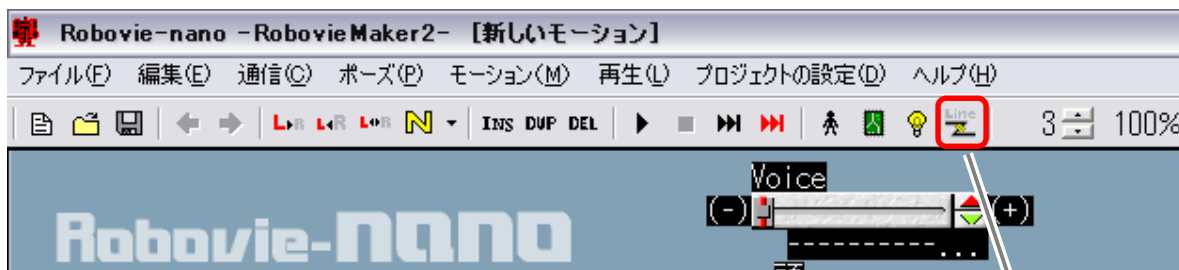 Robovie-nano -RobovieMaker2- [新しいモーション]
ファイル(F) 編集(E) 通信(C) ポーズ(P) モーション(M) 再生(L) プロジェクトの設定(D) ヘルプ(H)
L▸R L◂R L◂▸R N INS DUP DEL Line 3 100%
Voice
(-) (+)
Robovie-nano
----------...